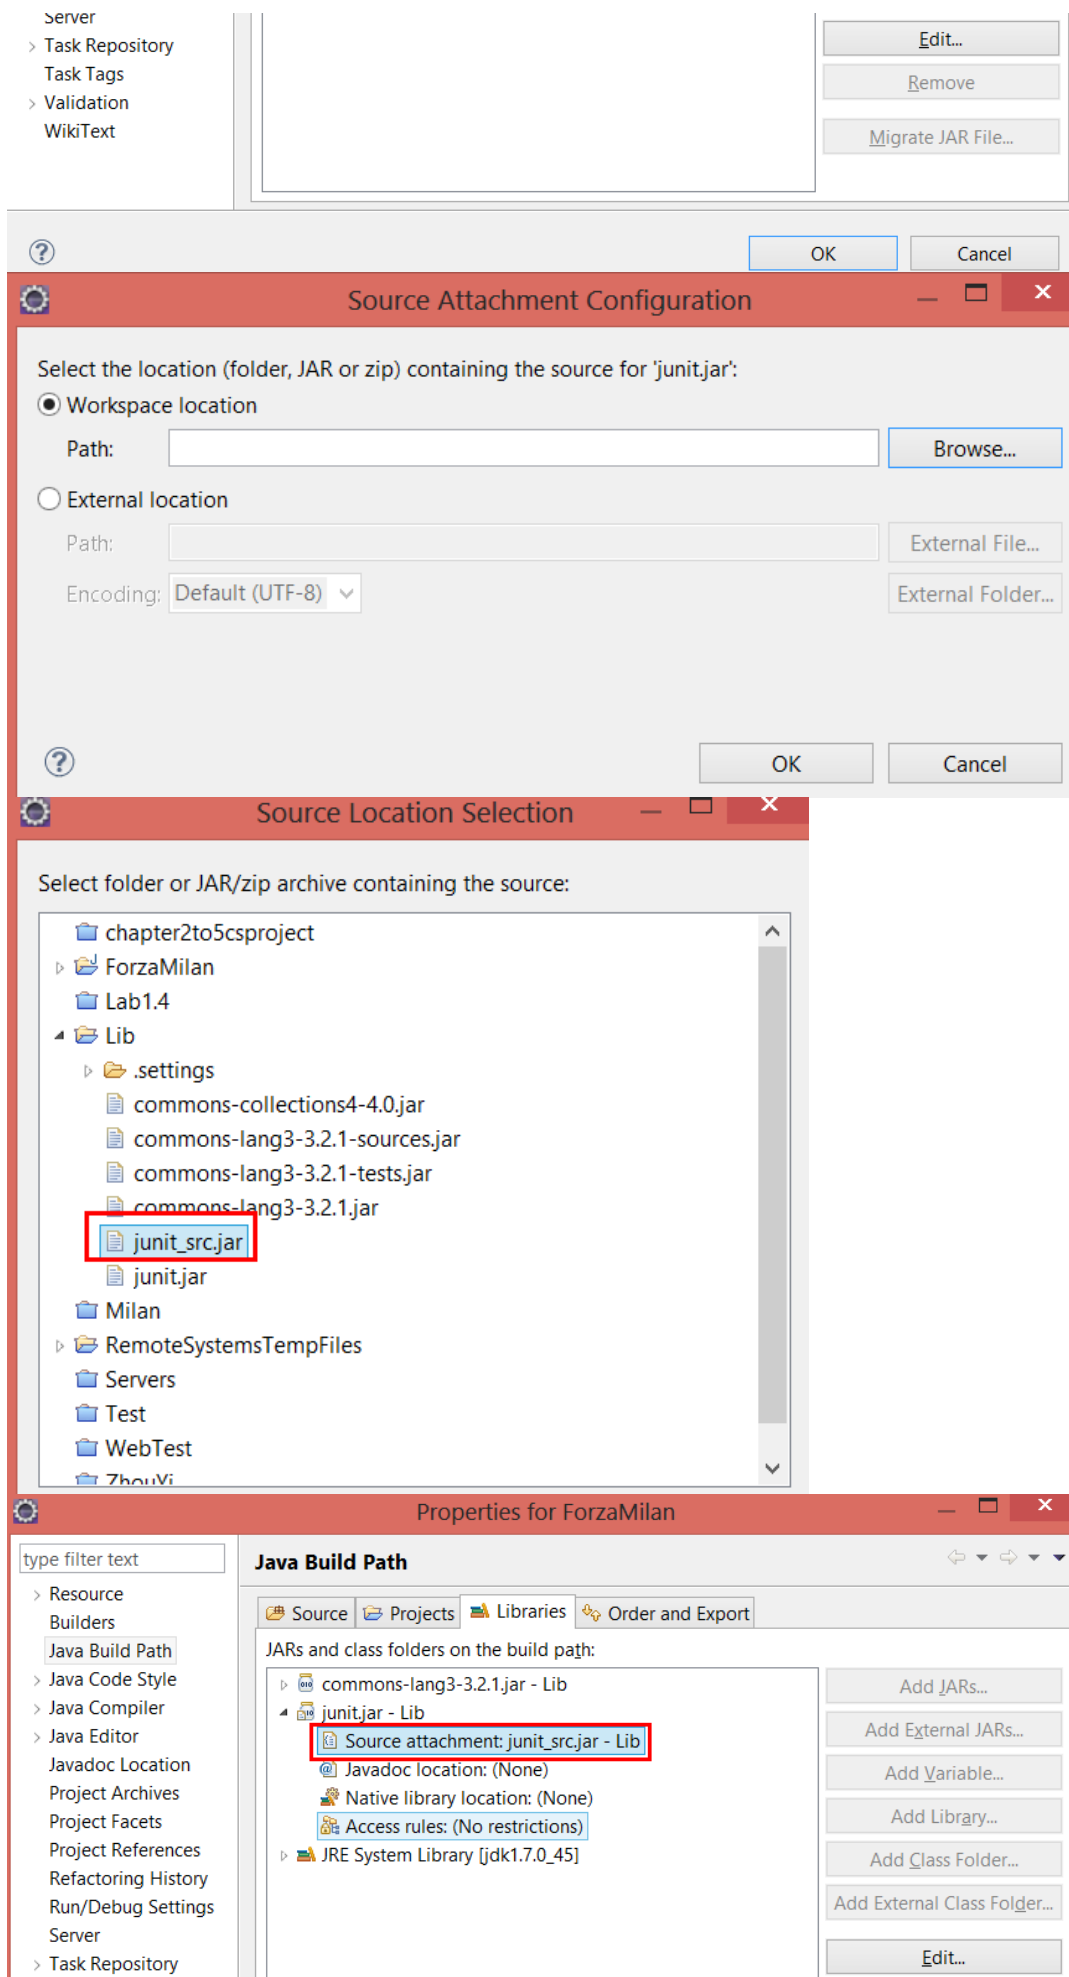 Server
Task Repository
Task Tags
Validation
WikiText
Edit...
Remove
Migrate JAR File...
OK
Cancel
Source Attachment Configuration
Select the location (folder, JAR or zip) containing the source for 'junit.jar':
Workspace location
Path:
Browse...
External location
Path:
External File...
Encoding: Default (UTF-8)
External Folder...
OK
Cancel
Source Location Selection
Select folder or JAR/zip archive containing the source:
chapter2to5csproject
ForzaMilan
Lab1.4
Lib
.settings
commons-collections4-4.0.jar
commons-lang3-3.2.1-sources.jar
commons-lang3-3.2.1-tests.jar
commons-lang3-3.2.1.jar
junit_src.jar
junit.jar
Milan
RemoteSystemsTempFiles
Servers
Test
WebTest
ZhouYi
Properties for ForzaMilan
type filter text
Resource
Builders
Java Build Path
Java Code Style
Java Compiler
Java Editor
Javadoc Location
Project Archives
Project Facets
Project References
Refactoring History
Run/Debug Settings
Server
Task Repository
Java Build Path
Source
Projects
Libraries
Order and Export
JARs and class folders on the build path:
commons-lang3-3.2.1.jar - Lib
junit.jar - Lib
Source attachment: junit_src.jar - Lib
Javadoc location: (None)
Native library location: (None)
Access rules: (No restrictions)
JRE System Library [jdk1.7.0_45]
Add JARs...
Add External JARs...
Add Variable...
Add Library...
Add Class Folder...
Add External Class Folder...
Edit...